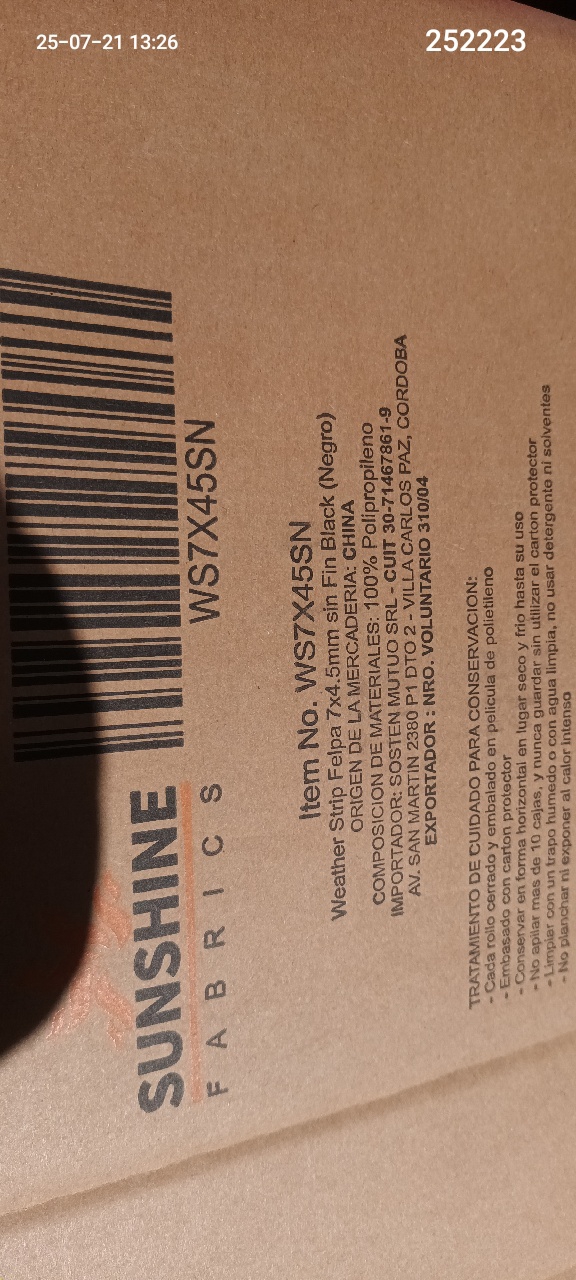 25-07-21 13:26
252223
WS7X45SN
SUNSHINE
FABRICS
Item No. WS7X45SN
Weather Strip Felpa 7x4.5mm sin Fin Black (Negro)
ORIGEN DE LA MERCADERIA: CHINA
COMPOSICION DE MATERIALES: 100% Polipropileno
IMPORTADOR: SOSTEN MUTUO SRL - CUIT 30-71467861-9
AV. SAN MARTIN 2380 P1 DTO 2 - VILLA CARLOS PAZ, CORDOBA
EXPORTADOR : NRO. VOLUNTARIO 310/04
TRATAMIENTO DE CUIDADO PARA CONSERVACION:
- Cada rollo cerrado y embalado en pelicula de polietileno
- Embasado con carton protector
- Conservar en forma horizontal en lugar seco y frio hasta su uso
- No apilar mas de 10 cajas, y nunca guardar sin utilizar el carton protector
- Limpiar con un trapo humedo o con agua limpia, no usar detergente ni solventes
- No planchar ni exponer al calor intenso